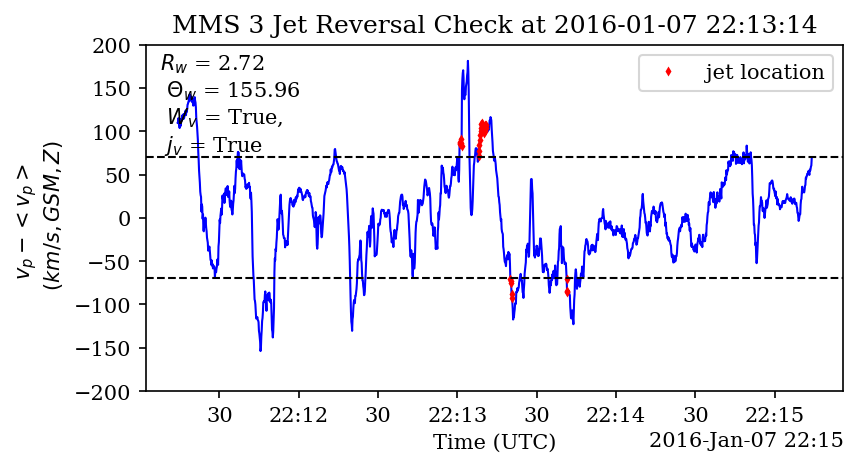 MMS 3 Jet Reversal Check at 2016-01-07 22:13:14
R_w = 2.72
Θ_w = 155.96
W_v = True,
j_v = True
jet location
200
150
100
50
0
−50
−100
−150
−200
v_p − < v_p >
(km/s, GSM, Z)
30 22:12 30 22:13 30 22:14 30 22:15
Time (UTC) 2016-Jan-07 22:15